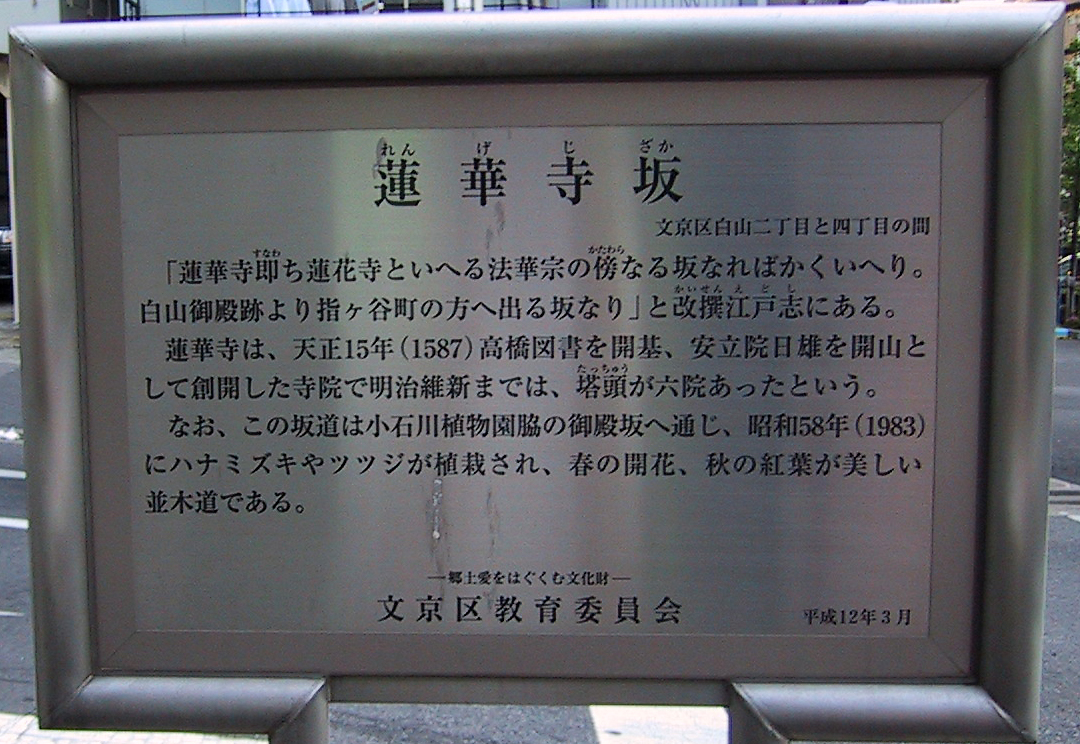 れん げ じ ざか
蓮華寺坂
文京区白山二丁目と四丁目の間
すなわ かたわら
「蓮華寺即ち蓮花寺といへる法華宗の傍なる坂なればかくいへり。
かいせん え ど し
白山御殿跡より指ヶ谷町の方へ出る坂なり」と改撰江戸志にある。
蓮華寺は、天正15年(1587)高橋図書を開基、安立院日雄を開山と
たっちゅう
して創開した寺院で明治維新までは、塔頭が六院あったという。
なお、この坂道は小石川植物園脇の御殿坂へ通じ、昭和58年(1983)
にハナミズキやツツジが植栽され、春の開花、秋の紅葉が美しい
並木道である。
―郷土愛をはぐくむ文化財―
文京区教育委員会
平成12年3月